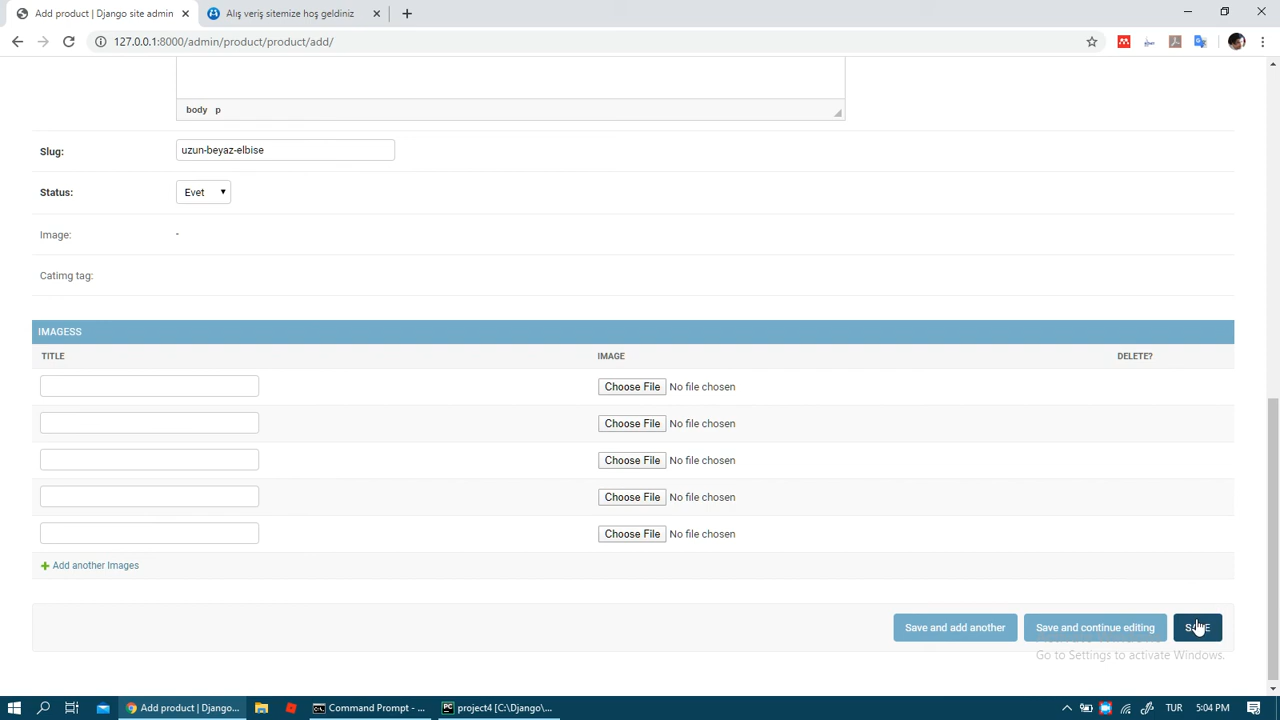 Add product | Django site admin
Alış veriş sitemize hoş geldiniz
127.0.0.1:8000/admin/product/product/add/
body p
Slug: uzun-beyaz-elbise
Status: Evet
Image: -
Catimg tag:
IMAGESS
TITLE IMAGE DELETE?
Choose File No file chosen
Choose File No file chosen
Choose File No file chosen
Choose File No file chosen
Choose File No file chosen
Add another Images
Save and add another Save and continue editing SAVE
Go to Settings to activate Windows.
Add product | Django... Command Prompt - ... project4 [C:\Django\... TUR 5:04 PM